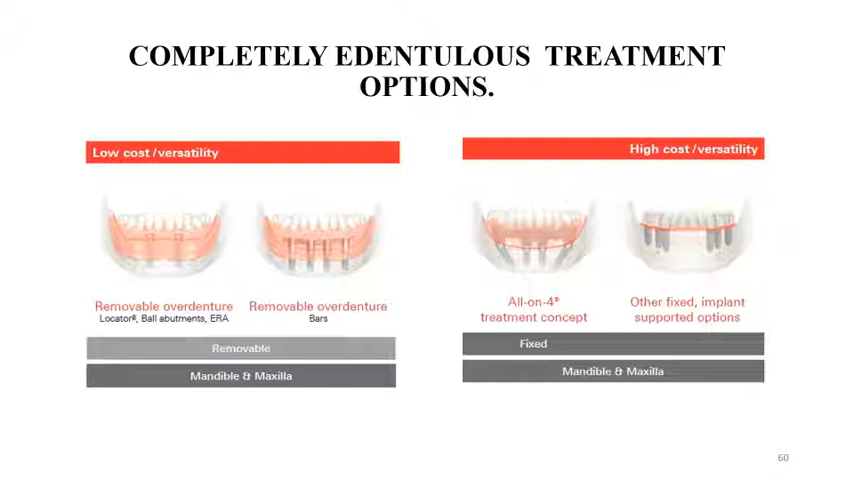 COMPLETELY EDENTULOUS TREATMENT
OPTIONS.
Low cost/versatility
High cost/versatility
Removable overdenture
Locator®, Ball abutments, ERA
Removable overdenture
Bars
All-on-4®
treatment concept
Other fixed, implant
supported options
Removable
Fixed
Mandible & Maxilla
Mandible & Maxilla
60